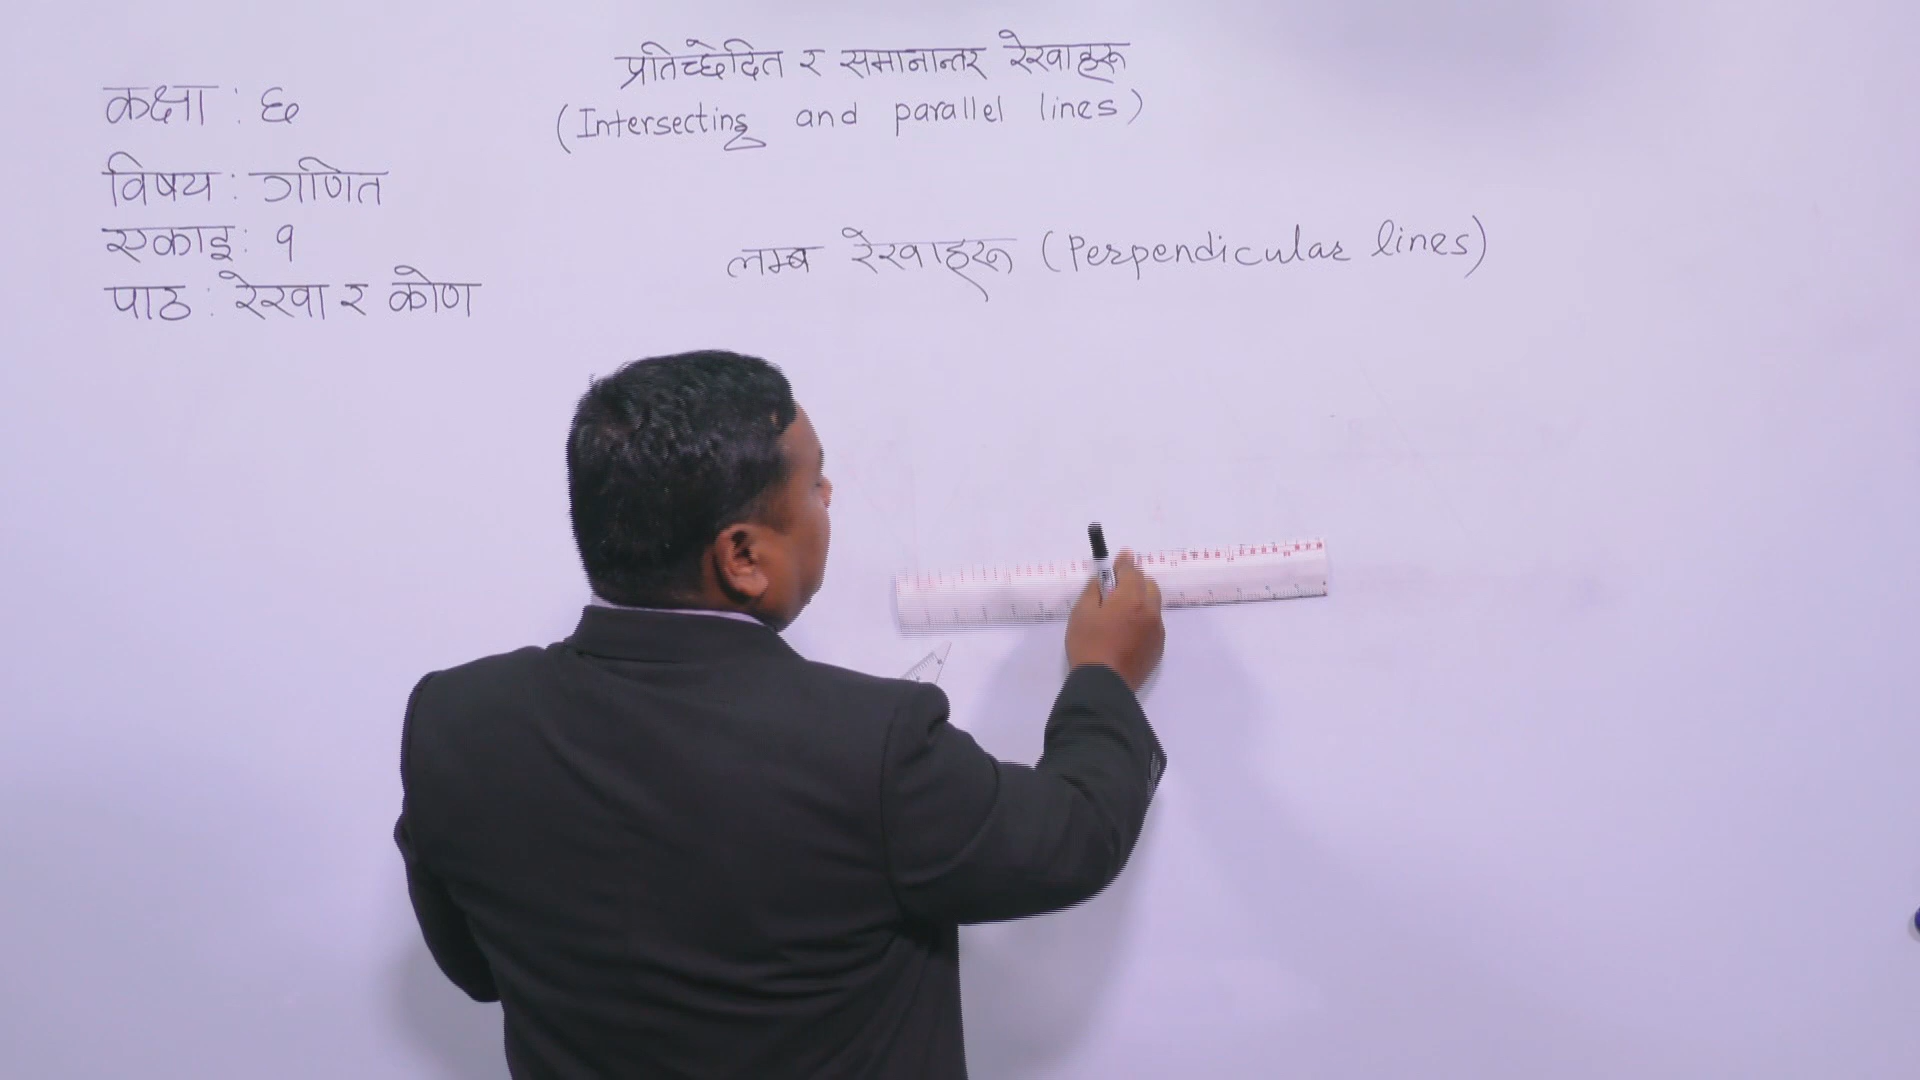 प्रतिच्छेदित र समानान्तर रेखाहरू
(Intersecting and parallel lines)
कक्षा : ६
विषय : गणित
एकाइ : १
पाठ : रेखा र कोण
लम्ब रेखाहरू (Perpendicular lines)